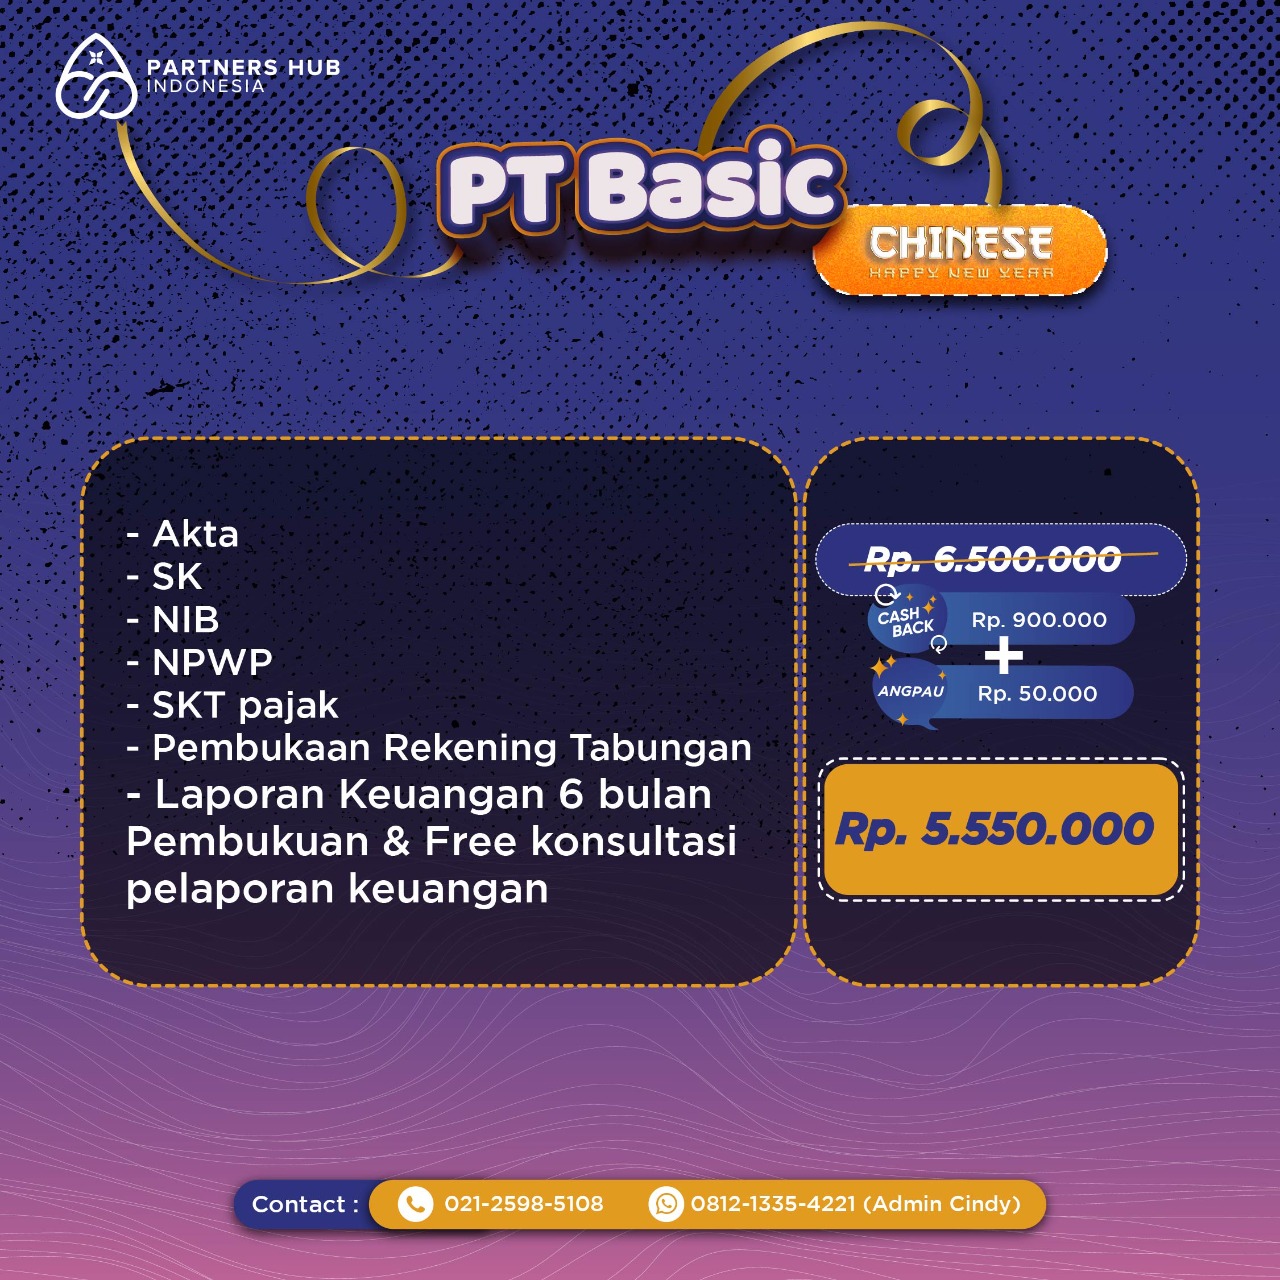 PARTNERS HUB
INDONESIA
PT Basic
CHINESE
HAPPY NEW YEAR
- Akta
- SK
- NIB
- NPWP
- SKT pajak
- Pembukaan Rekening Tabungan
- Laporan Keuangan 6 bulan
Pembukuan & Free konsultasi
pelaporan keuangan
Rp. 6.500.000
CASH
BACK
Rp. 900.000
+
ANGPAU
Rp. 50.000
Rp. 5.550.000
Contact : 021-2598-5108 0812-1335-4221 (Admin Cindy)